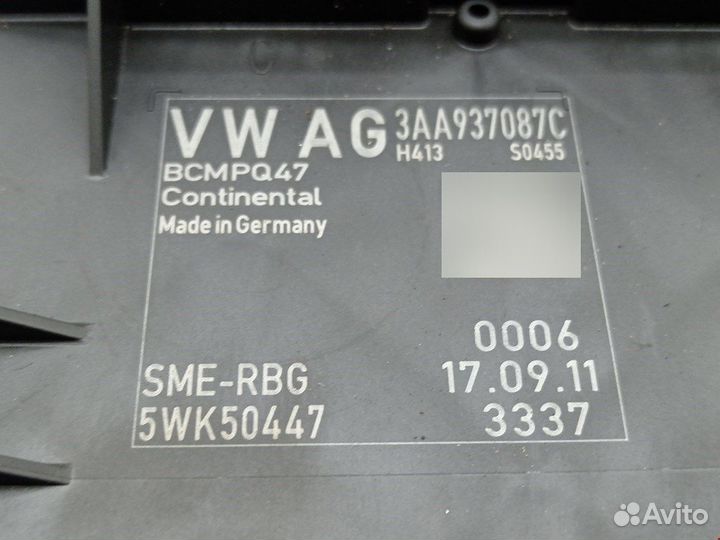 VW AG 3AA937087C
H413 S0455
BCMPQ47
Continental
Made in Germany
0006
SME-RBG 17.09.11
5WK50447 3337
Avito